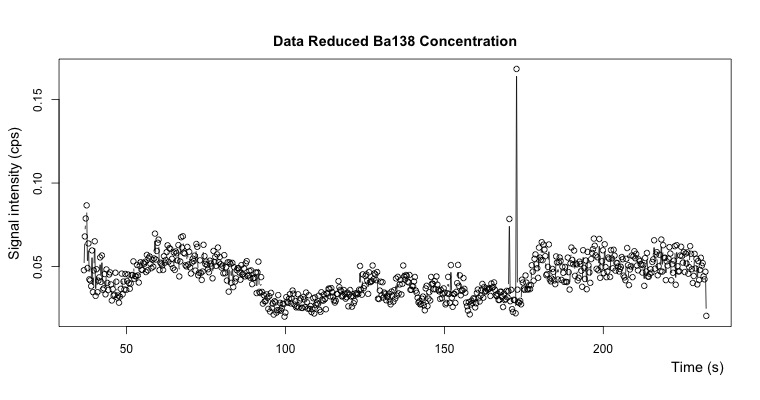 Data Reduced Ba138 Concentration
Signal intensity (cps)
0.15
0.10
0.05
50 100 150 200
Time (s)